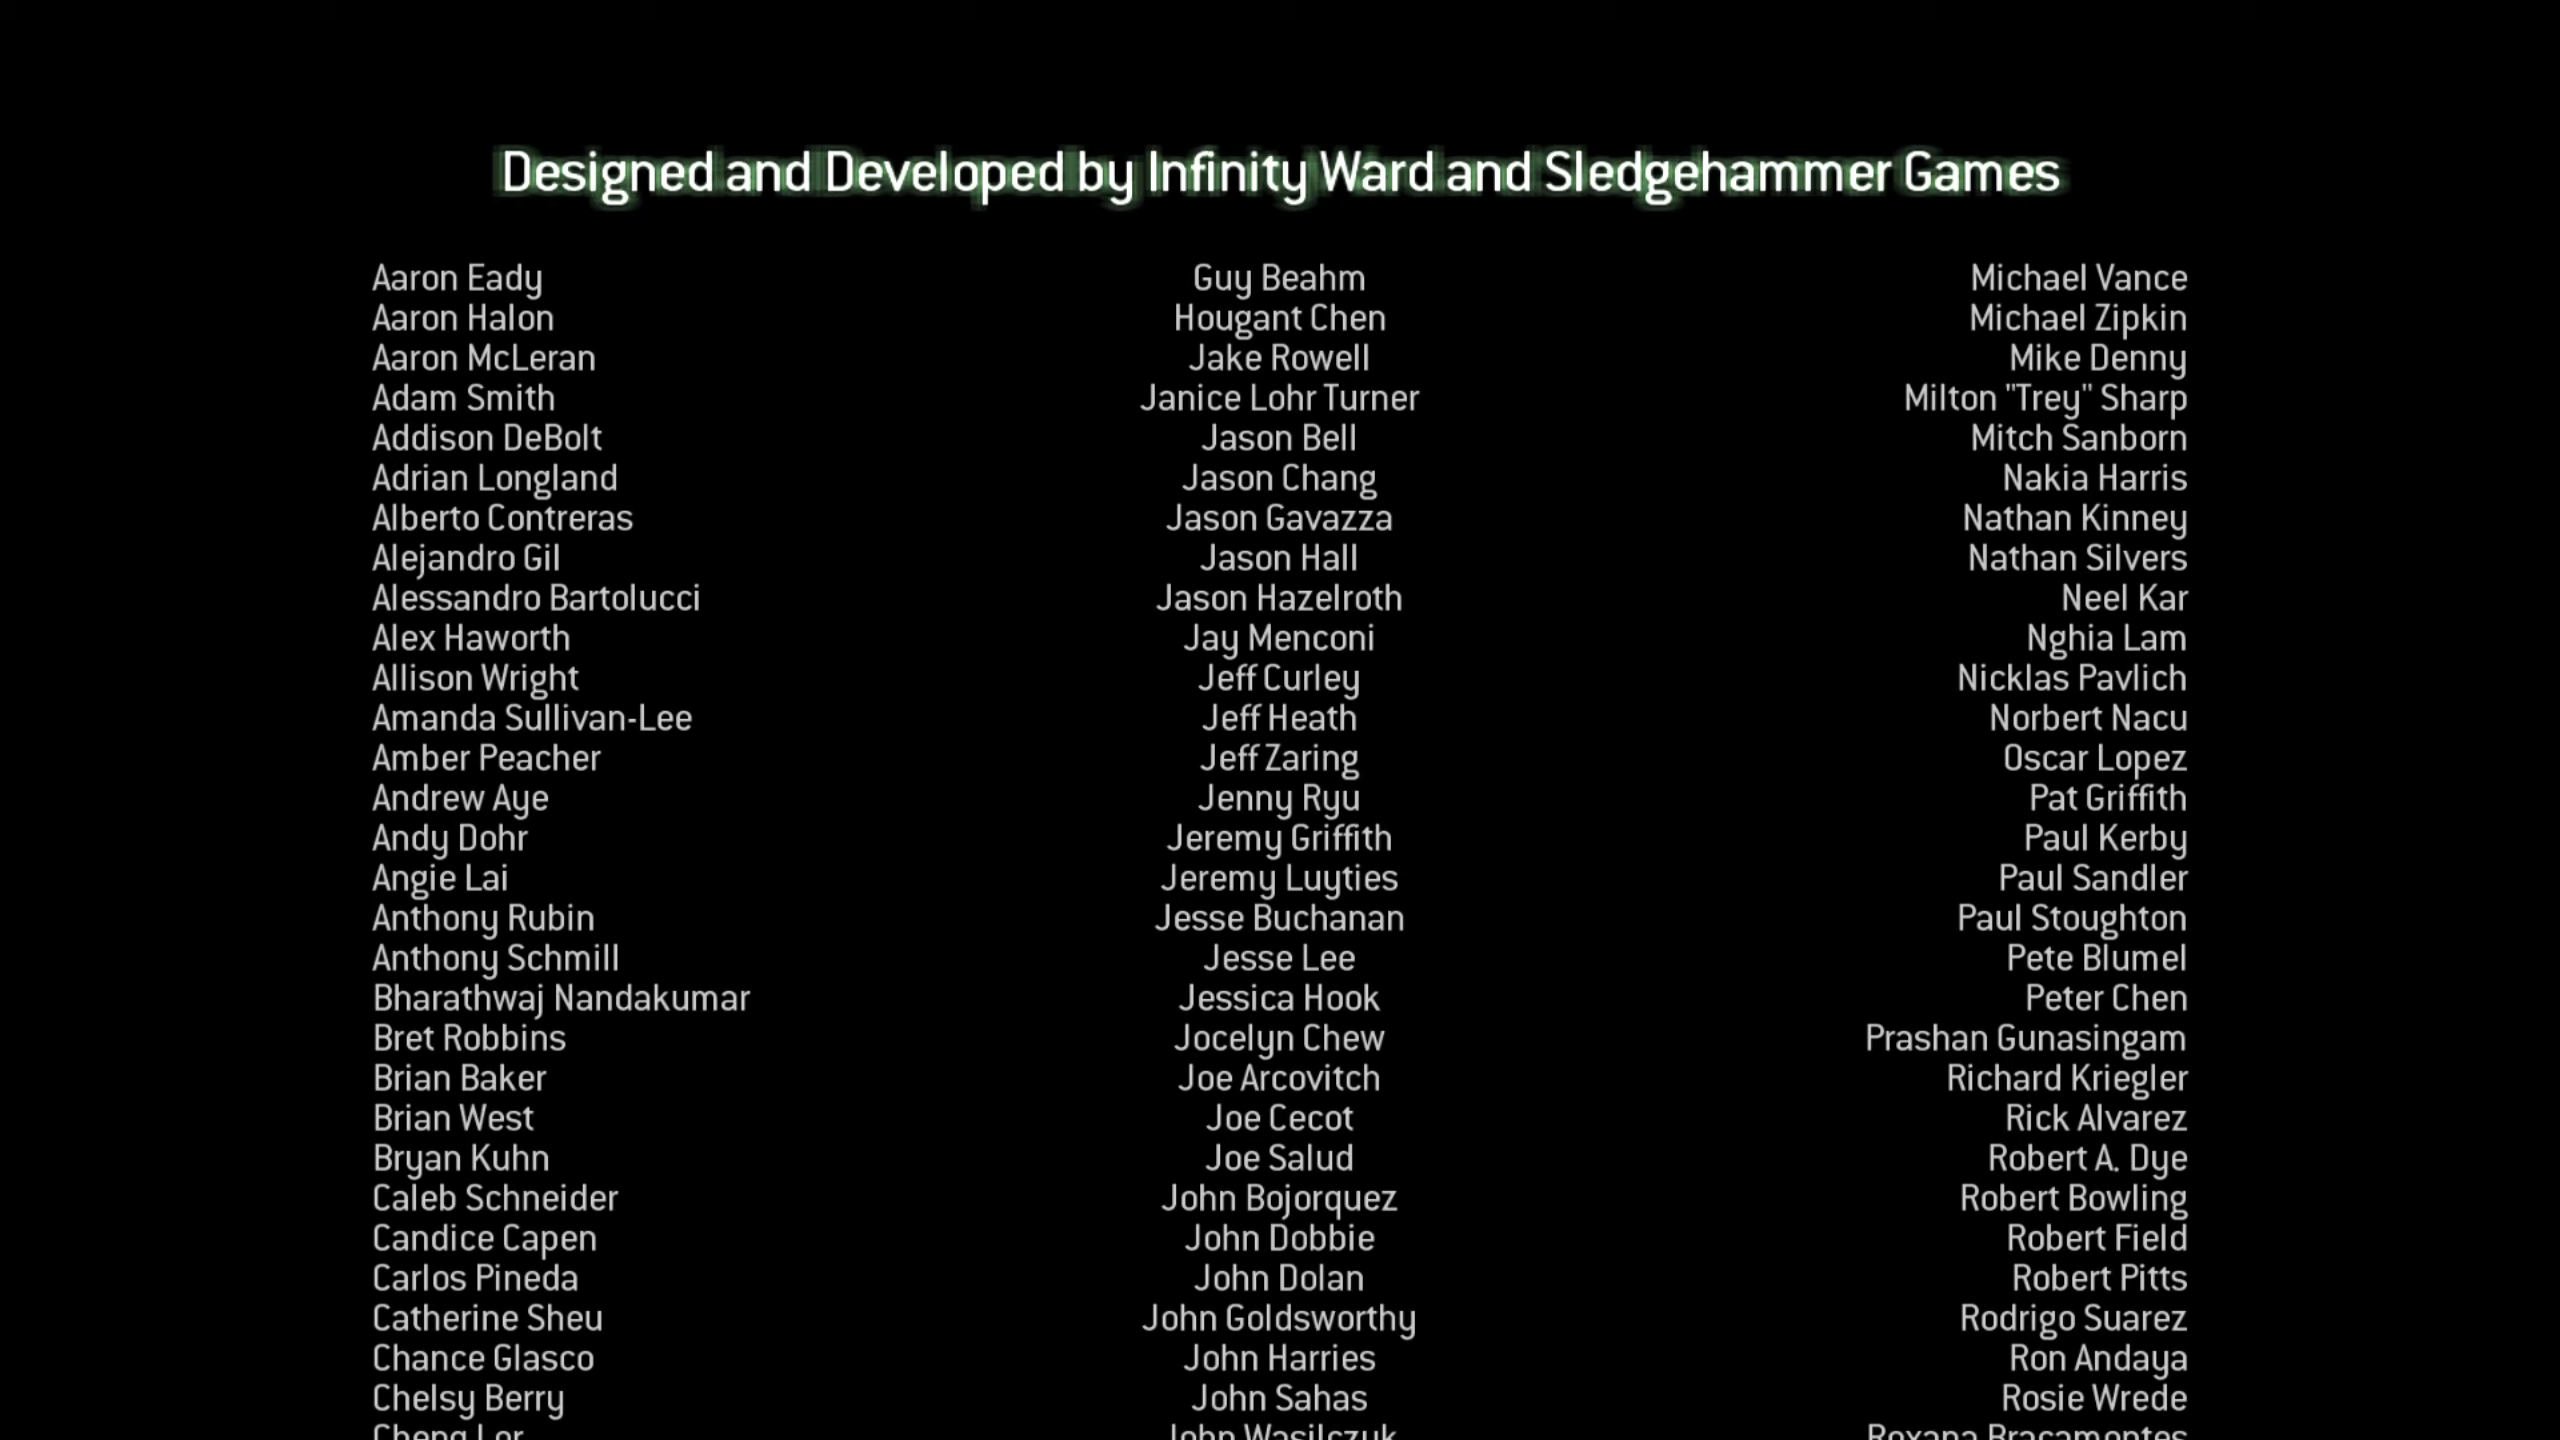 Designed and Developed by Infinity Ward and Sledgehammer Games
Aaron Eady
Aaron Halon
Aaron McLeran
Adam Smith
Addison DeBolt
Adrian Longland
Alberto Contreras
Alejandro Gil
Alessandro Bartolucci
Alex Haworth
Allison Wright
Amanda Sullivan-Lee
Amber Peacher
Andrew Aye
Andy Dohr
Angie Lai
Anthony Rubin
Anthony Schmill
Bharathwaj Nandakumar
Bret Robbins
Brian Baker
Brian West
Bryan Kuhn
Caleb Schneider
Candice Capen
Carlos Pineda
Catherine Sheu
Chance Glasco
Chelsy Berry
Cheng Lor
Guy Beahm
Hougant Chen
Jake Rowell
Janice Lohr Turner
Jason Bell
Jason Chang
Jason Gavazza
Jason Hall
Jason Hazelroth
Jay Menconi
Jeff Curley
Jeff Heath
Jeff Zaring
Jenny Ryu
Jeremy Griffith
Jeremy Luyties
Jesse Buchanan
Jesse Lee
Jessica Hook
Jocelyn Chew
Joe Arcovitch
Joe Cecot
Joe Salud
John Bojorquez
John Dobbie
John Dolan
John Goldsworthy
John Harries
John Sahas
John Wasilczuk
Michael Vance
Michael Zipkin
Mike Denny
Milton "Trey" Sharp
Mitch Sanborn
Nakia Harris
Nathan Kinney
Nathan Silvers
Neel Kar
Nghia Lam
Nicklas Pavlich
Norbert Nacu
Oscar Lopez
Pat Griffith
Paul Kerby
Paul Sandler
Paul Stoughton
Pete Blumel
Peter Chen
Prashan Gunasingam
Richard Kriegler
Rick Alvarez
Robert A. Dye
Robert Bowling
Robert Field
Robert Pitts
Rodrigo Suarez
Ron Andaya
Rosie Wrede
Roxana Bracamontes